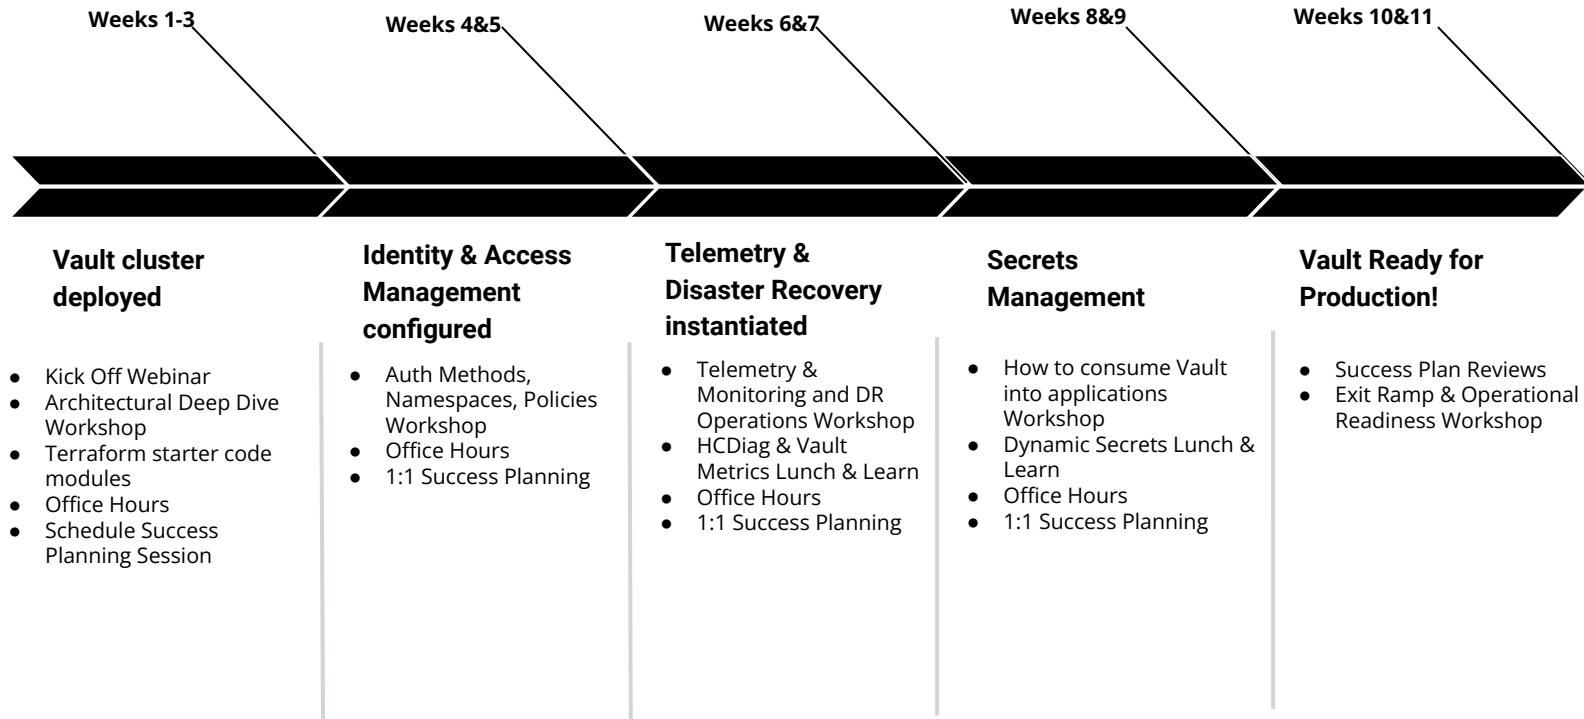 Weeks 1-3
Weeks 4&5
Weeks 6&7
Weeks 8&9
Weeks 10&11
Vault cluster
deployed
● Kick Off Webinar
● Architectural Deep Dive
Workshop
● Terraform starter code
modules
● Office Hours
● Schedule Success
Planning Session
Identity & Access
Management
configured
● Auth Methods,
Namespaces, Policies
Workshop
● Office Hours
● 1:1 Success Planning
Telemetry &
Disaster Recovery
instantiated
● Telemetry &
Monitoring and DR
Operations Workshop
● HCDiag & Vault
Metrics Lunch & Learn
● Office Hours
● 1:1 Success Planning
Secrets
Management
● How to consume Vault
into applications
Workshop
● Dynamic Secrets Lunch &
Learn
● Office Hours
● 1:1 Success Planning
Vault Ready for
Production!
● Success Plan Reviews
● Exit Ramp & Operational
Readiness Workshop